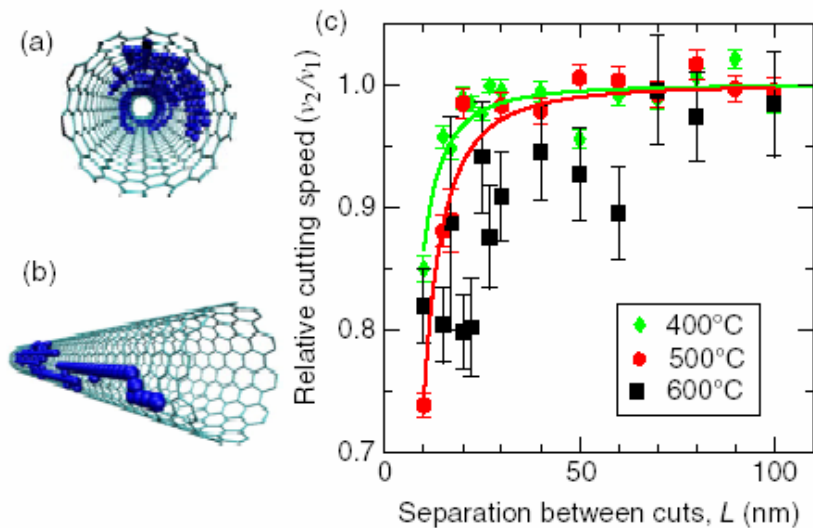 (a)
(b)
(c)
Relative cutting speed (v₂/v₁)
1.0
0.9
0.8
0.7
400°C
500°C
600°C
0
50
100
Separation between cuts, L (nm)